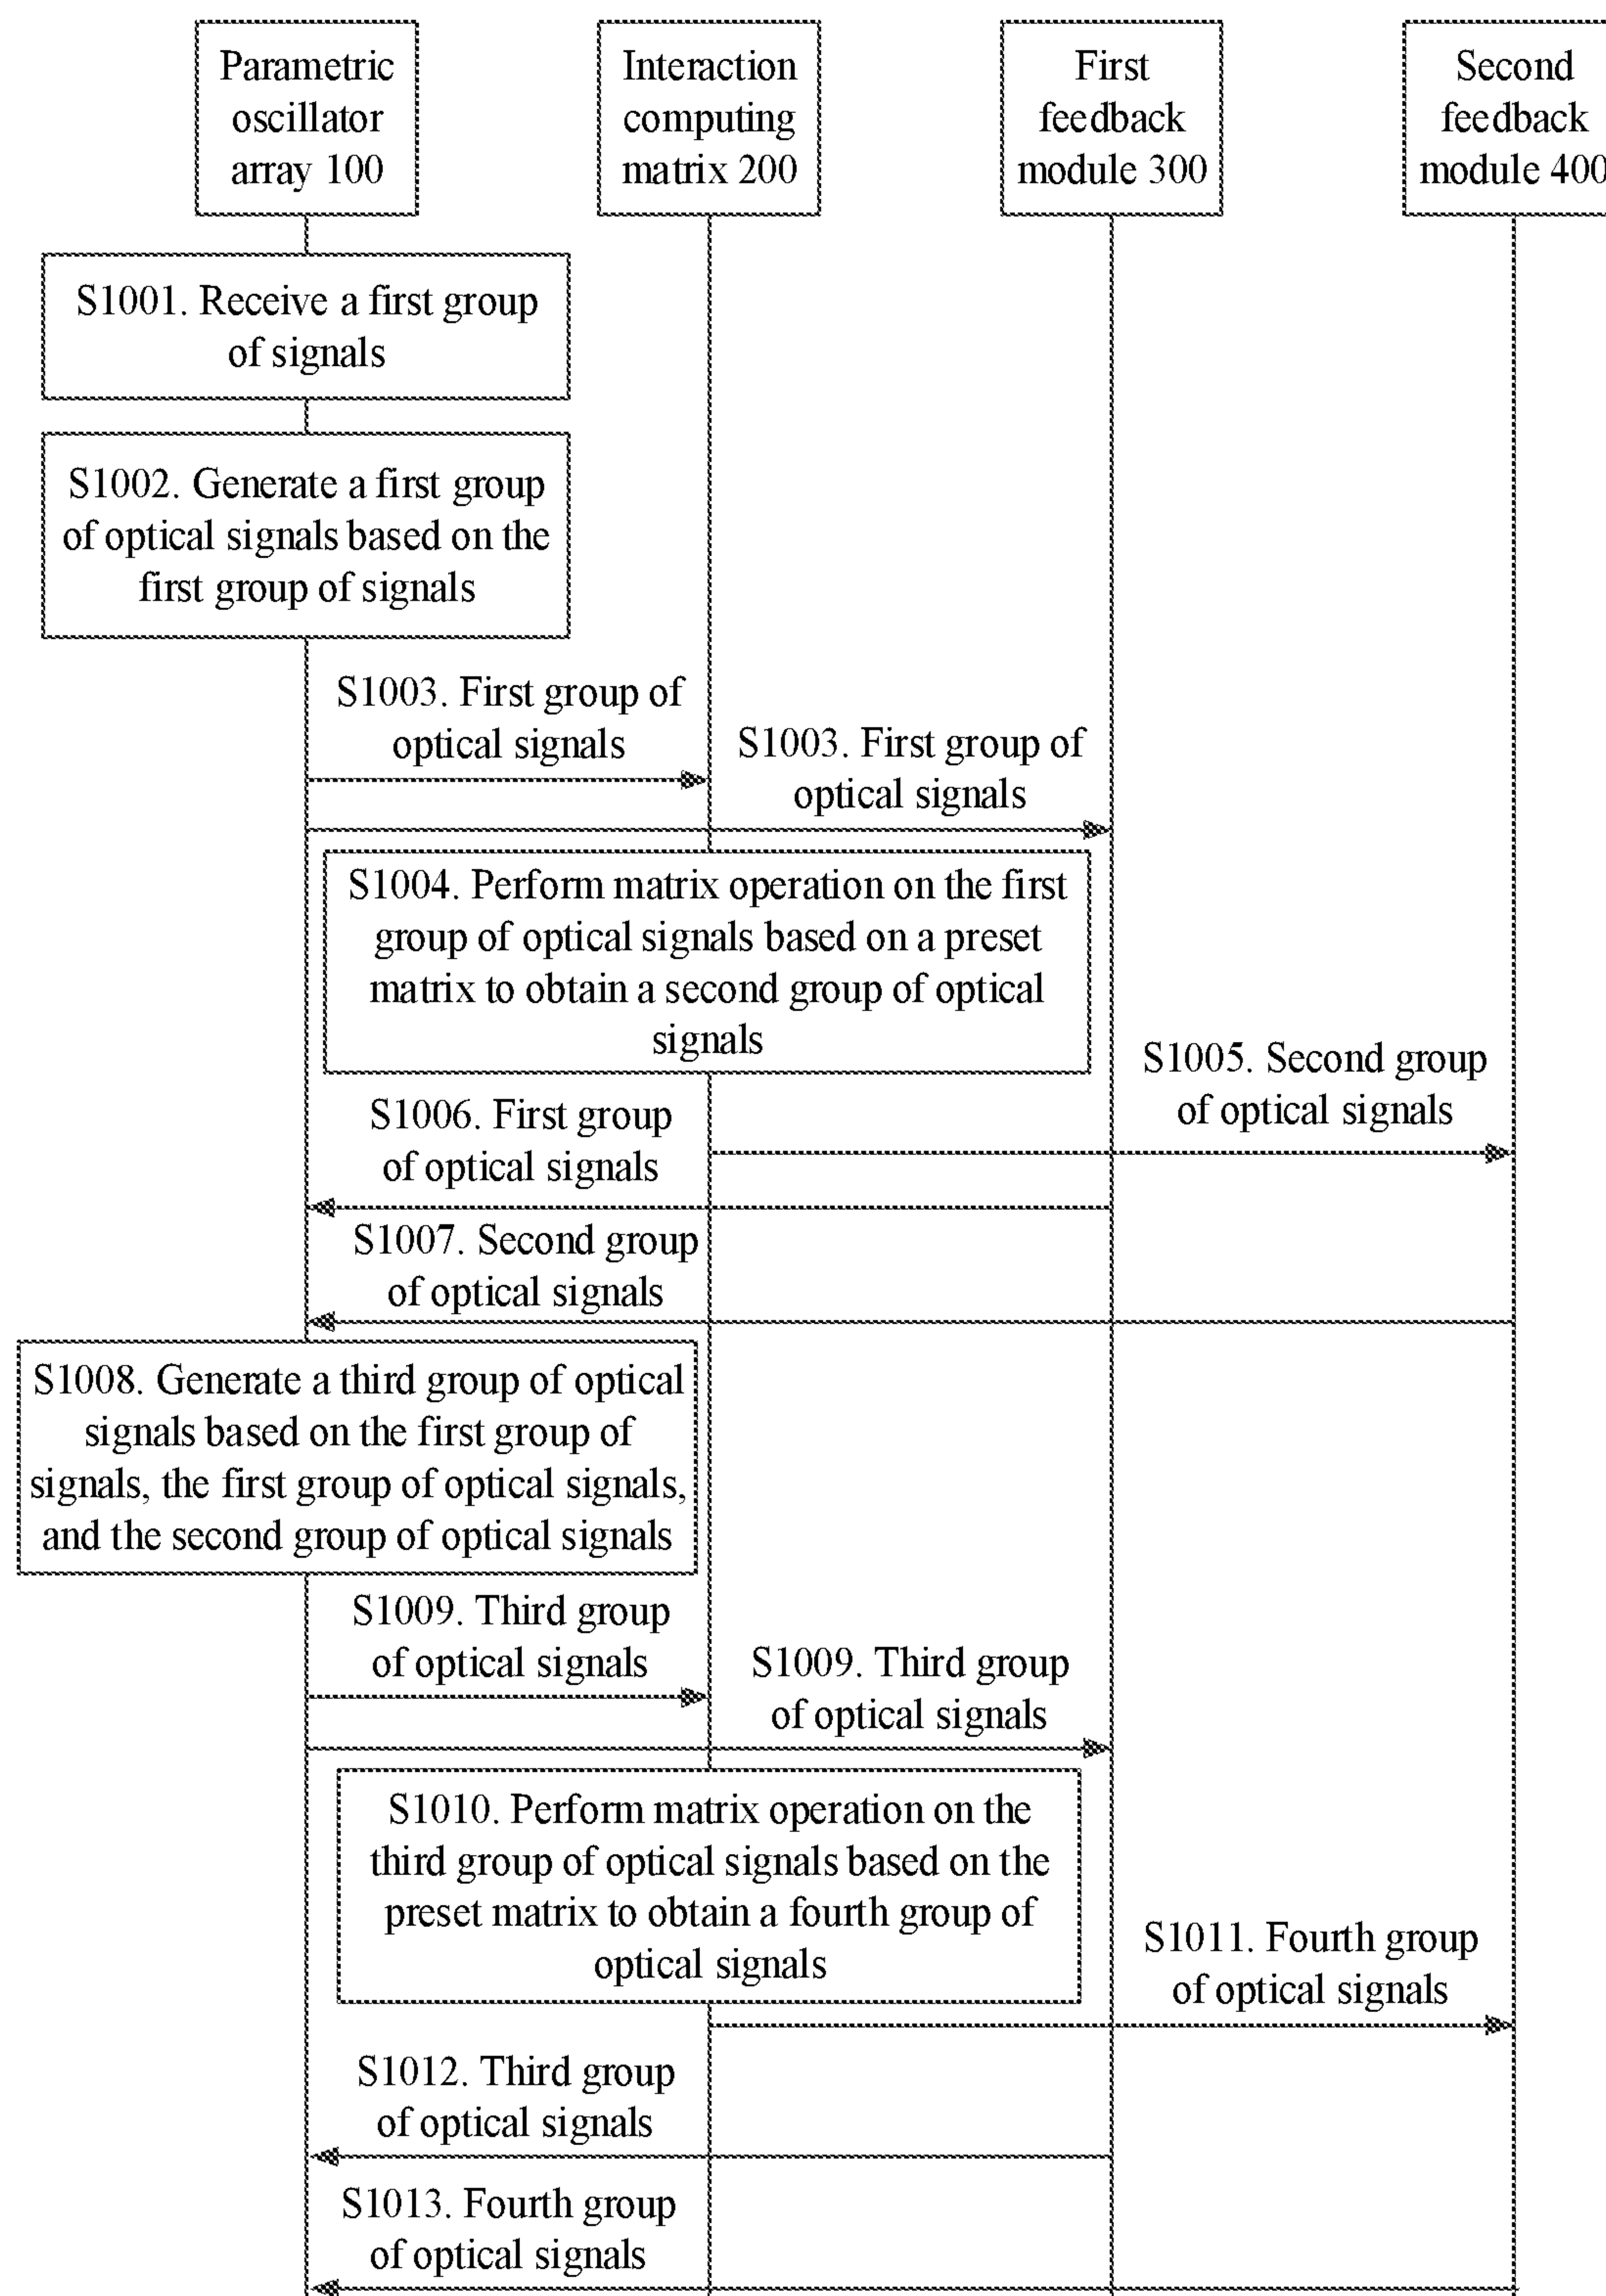 Parametric
oscillator
array 100
Interaction
computing
matrix 200
First
feedback
module 300
Second
feedback
module 400
S1001. Receive a first group
of signals
S1002. Generate a first group
of optical signals based on the
first group of signals
S1003. First group of
optical signals
S1003. First group of
optical signals
S1004. Perform matrix operation on the first
group of optical signals based on a preset
matrix to obtain a second group of optical
signals
S1005. Second group
of optical signals
S1006. First group
of optical signals
S1007. Second group
of optical signals
S1008. Generate a third group of optical
signals based on the first group of
signals, the first group of optical signals,
and the second group of optical signals
S1009. Third group
of optical signals
S1009. Third group
of optical signals
S1010. Perform matrix operation on the
third group of optical signals based on the
preset matrix to obtain a fourth group of
optical signals
S1011. Fourth group
of optical signals
S1012. Third group
of optical signals
S1013. Fourth group
of optical signals